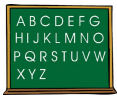 ABCDEFG
HIJKLMNO
PQRSTUVW
XYZ